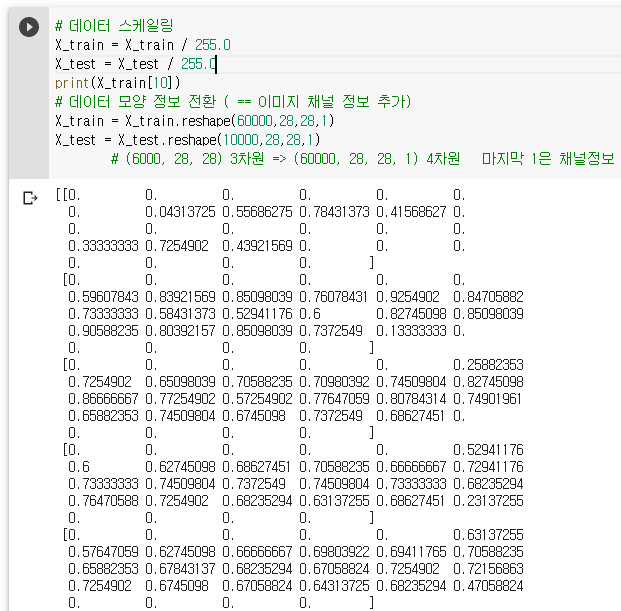 # 데이터 스케일링
X_train = X_train / 255.0
X_test = X_test / 255.0
print(X_train[10])
# 데이터 모양 정보 전환 ( == 이미지 채널 정보 추가)
X_train = X_train.reshape(60000,28,28,1)
X_test = X_test.reshape(10000,28,28,1)
# (6000, 28, 28) 3차원 => (60000, 28, 28, 1) 4차원 마지막 1은 채널정보
[[0. 0. 0. 0. 0. 0.
0. 0.04313725 0.55686275 0.78431373 0.41568627 0.
0. 0. 0. 0. 0. 0.
0.33333333 0.7254902 0.43921569 0. 0. 0.
0. 0. 0. 0. ]
[0. 0. 0. 0. 0. 0.
0.59607843 0.83921569 0.85098039 0.76078431 0.9254902 0.84705882
0.73333333 0.58431373 0.52941176 0.6 0.82745098 0.85098039
0.90588235 0.80392157 0.85098039 0.7372549 0.13333333 0.
0. 0. 0. 0. ]
[0. 0. 0. 0. 0. 0.25882353
0.7254902 0.65098039 0.70588235 0.70980392 0.74509804 0.82745098
0.86666667 0.77254902 0.57254902 0.77647059 0.80784314 0.74901961
0.65882353 0.74509804 0.6745098 0.7372549 0.68627451 0.
0. 0. 0. 0. ]
[0. 0. 0. 0. 0. 0.52941176
0.6 0.62745098 0.68627451 0.70588235 0.66666667 0.72941176
0.73333333 0.74509804 0.7372549 0.74509804 0.73333333 0.68235294
0.76470588 0.7254902 0.68235294 0.63137255 0.68627451 0.23137255
0. 0. 0. 0. ]
[0. 0. 0. 0. 0. 0.63137255
0.57647059 0.62745098 0.66666667 0.69803922 0.69411765 0.70588235
0.65882353 0.67843137 0.68235294 0.67058824 0.7254902 0.72156863
0.7254902 0.6745098 0.67058824 0.64313725 0.68235294 0.47058824
0. 0. 0. 0. ]